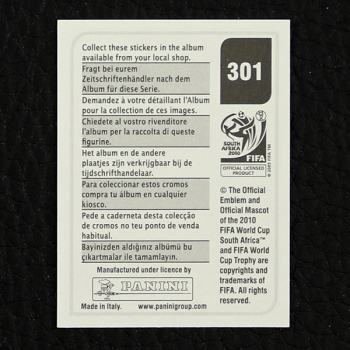 Collect these stickers in the album
available from your local shop.
Fragt bei eurem
Zeitschriftenhändler nach dem
Album für diese Serie.
Demandez à votre détaillant l'Album
pour la collection de ces images.
Chiedete al vostro rivenditore
l'album per la raccolta di queste
figurine.
Het album en de andere
plaatjes zijn verkrijgbaar bij de
tijdschrifthandelaar.
Para coleccionar estos cromos
compra tu álbum en cualquier
kiosco.
Pede a caderneta desta colecção
de cromos no teu ponto de venda
habitual.
Bayinizden aldığınız albümü bu
çıkartmalar ile tamamlayın.
Manufactured under licence by
PANINI
Made in Italy. www.paninigroup.com
301
SOUTH AFRICA
2010
FIFA
OFFICIAL LICENSED
PRODUCT
© The Official
Emblem and
Official Mascot
of the 2010
FIFA World Cup
South Africa™
and FIFA World
Cup Trophy are
copyrights and
trademarks of
FIFA. All rights
reserved.